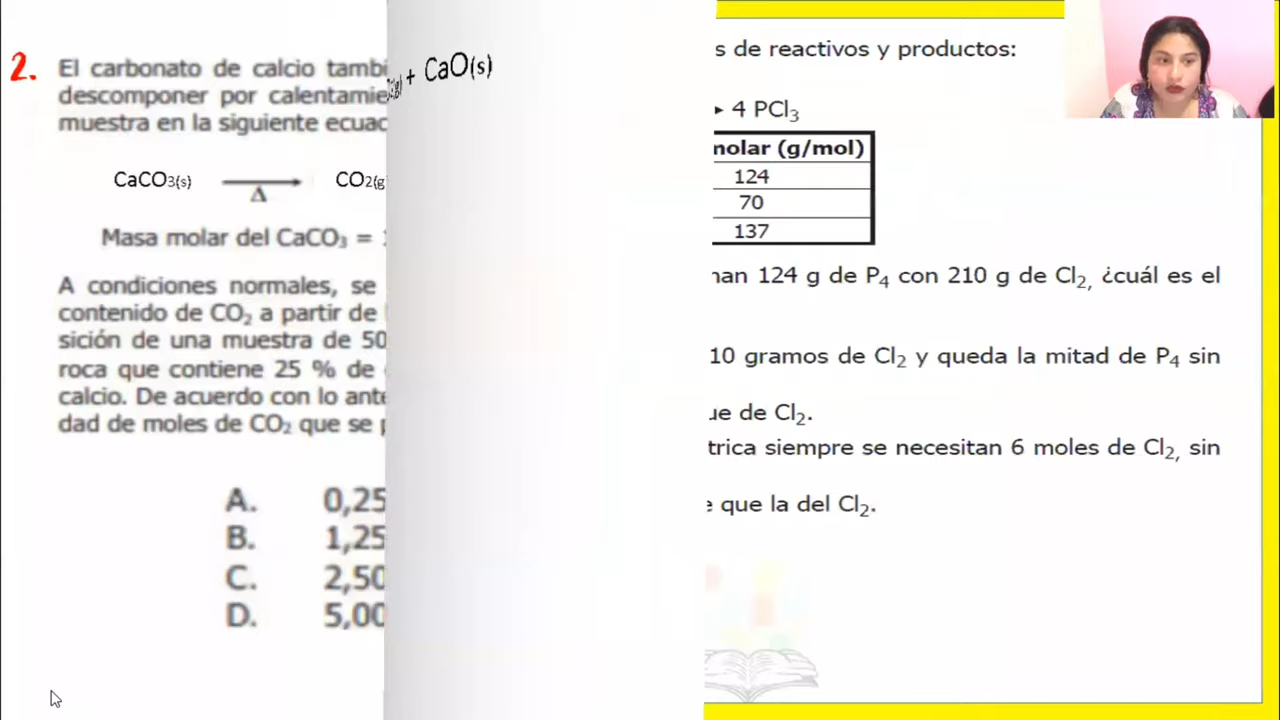 2. El carbonato de calcio tambi
descomponer por calentamie
muestra en la siguiente ecuac
CaCO₃(s) Δ CO₂(g
+ CaO(s)
Masa molar del CaCO₃ =
A condiciones normales, se
contenido de CO₂ a partir de
sición de una muestra de 50
roca que contiene 25 % de
calcio. De acuerdo con lo ante
dad de moles de CO₂ que se
A. 0,25
B. 1,25
C. 2,50
D. 5,00
s de reactivos y productos:
► 4 PCl₃
molar (g/mol)
124
70
137
nan 124 g de P₄ con 210 g de Cl₂, ¿cuál es el
10 gramos de Cl₂ y queda la mitad de P₄ sin
ue de Cl₂.
trica siempre se necesitan 6 moles de Cl₂, sin
e que la del Cl₂.